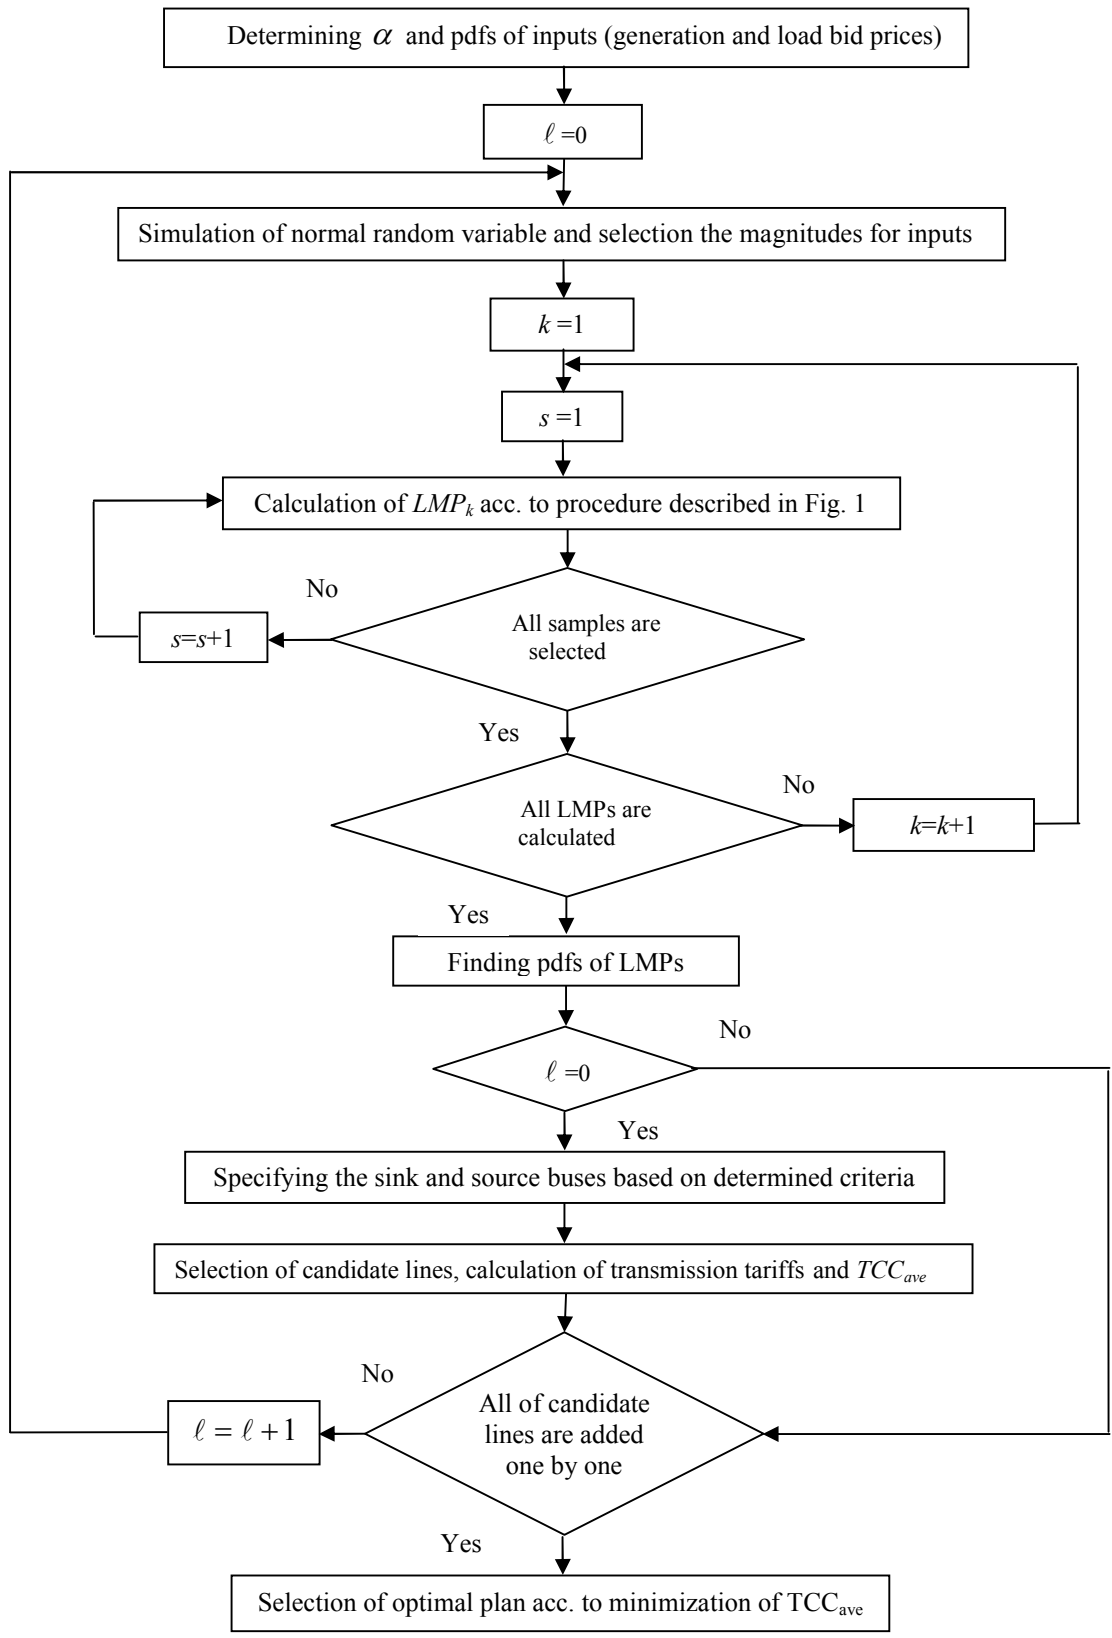 Determining α and pdfs of inputs (generation and load bid prices)
ℓ =0
Simulation of normal random variable and selection the magnitudes for inputs
k =1
s =1
Calculation of LMPk acc. to procedure described in Fig. 1
No
All samples are
selected
s=s+1
Yes
No
All LMPs are
calculated
k=k+1
Yes
Finding pdfs of LMPs
No
ℓ =0
Yes
Specifying the sink and source buses based on determined criteria
Selection of candidate lines, calculation of transmission tariffs and TCCave
No
All of candidate
lines are added
one by one
ℓ = ℓ + 1
Yes
Selection of optimal plan acc. to minimization of TCCave